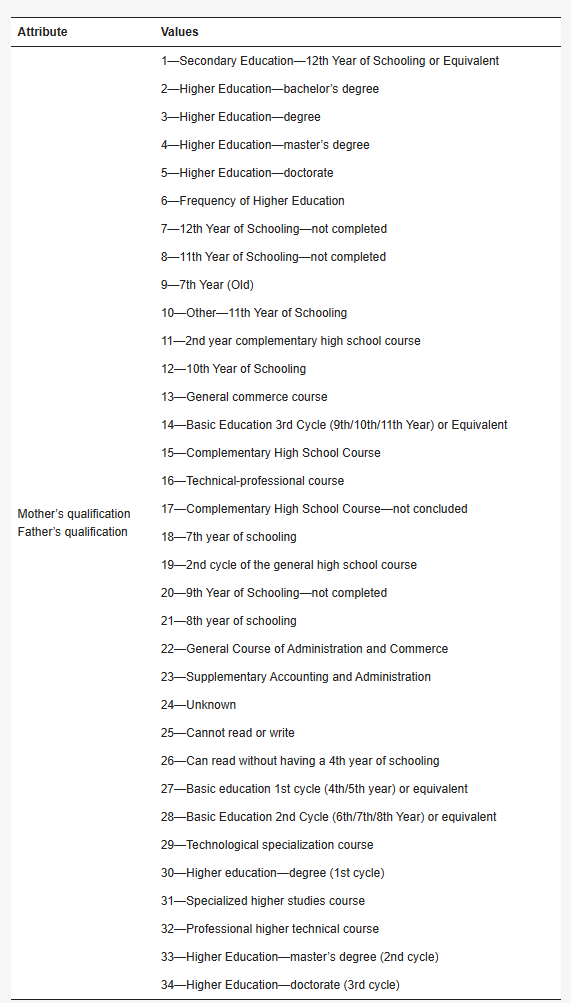 Attribute Values
1—Secondary Education—12th Year of Schooling or Equivalent
2—Higher Education—bachelor's degree
3—Higher Education—degree
4—Higher Education—master's degree
5—Higher Education—doctorate
6—Frequency of Higher Education
7—12th Year of Schooling—not completed
8—11th Year of Schooling—not completed
9—7th Year (Old)
10—Other—11th Year of Schooling
11—2nd year complementary high school course
12—10th Year of Schooling
13—General commerce course
14—Basic Education 3rd Cycle (9th/10th/11th Year) or Equivalent
15—Complementary High School Course
16—Technical-professional course
Mother's qualification
Father's qualification
17—Complementary High School Course—not concluded
18—7th year of schooling
19—2nd cycle of the general high school course
20—9th Year of Schooling—not completed
21—8th year of schooling
22—General Course of Administration and Commerce
23—Supplementary Accounting and Administration
24—Unknown
25—Cannot read or write
26—Can read without having a 4th year of schooling
27—Basic education 1st cycle (4th/5th year) or equivalent
28—Basic Education 2nd Cycle (6th/7th/8th Year) or equivalent
29—Technological specialization course
30—Higher education—degree (1st cycle)
31—Specialized higher studies course
32—Professional higher technical course
33—Higher Education—master's degree (2nd cycle)
34—Higher Education—doctorate (3rd cycle)